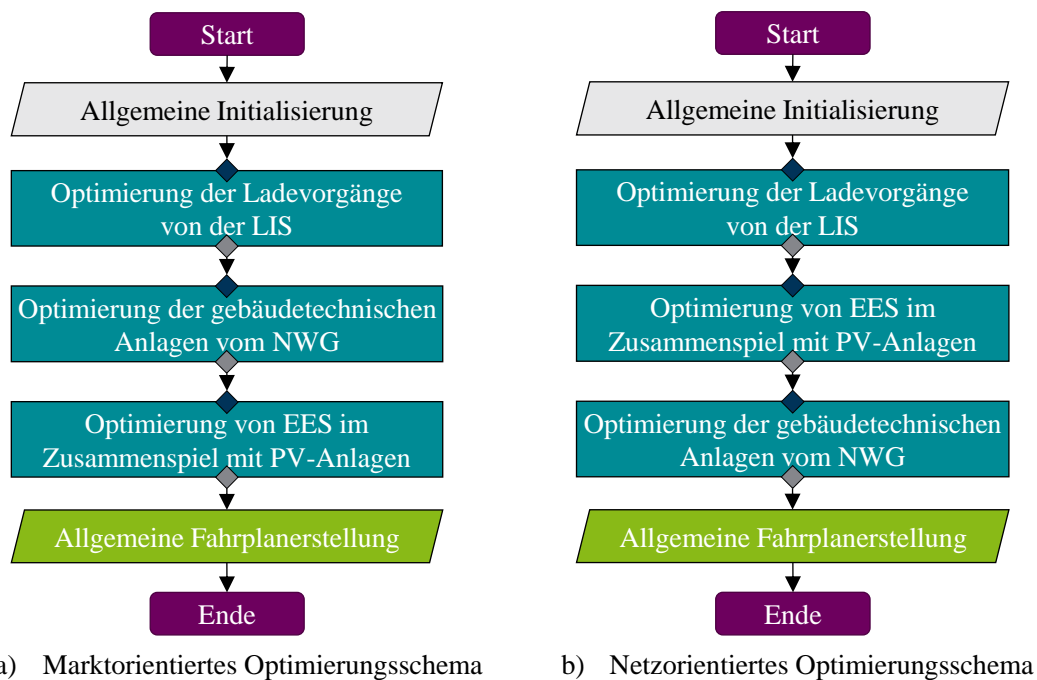 Start
Allgemeine Initialisierung
Optimierung der Ladevorgänge
von der LIS
Optimierung der gebäudetechnischen
Anlagen vom NWG
Optimierung von EES im
Zusammenspiel mit PV-Anlagen
Allgemeine Fahrplanerstellung
Ende
a) Marktorientiertes Optimierungsschema
Start
Allgemeine Initialisierung
Optimierung der Ladevorgänge
von der LIS
Optimierung von EES im
Zusammenspiel mit PV-Anlagen
Optimierung der gebäudetechnischen
Anlagen vom NWG
Allgemeine Fahrplanerstellung
Ende
b) Netzorientiertes Optimierungsschema